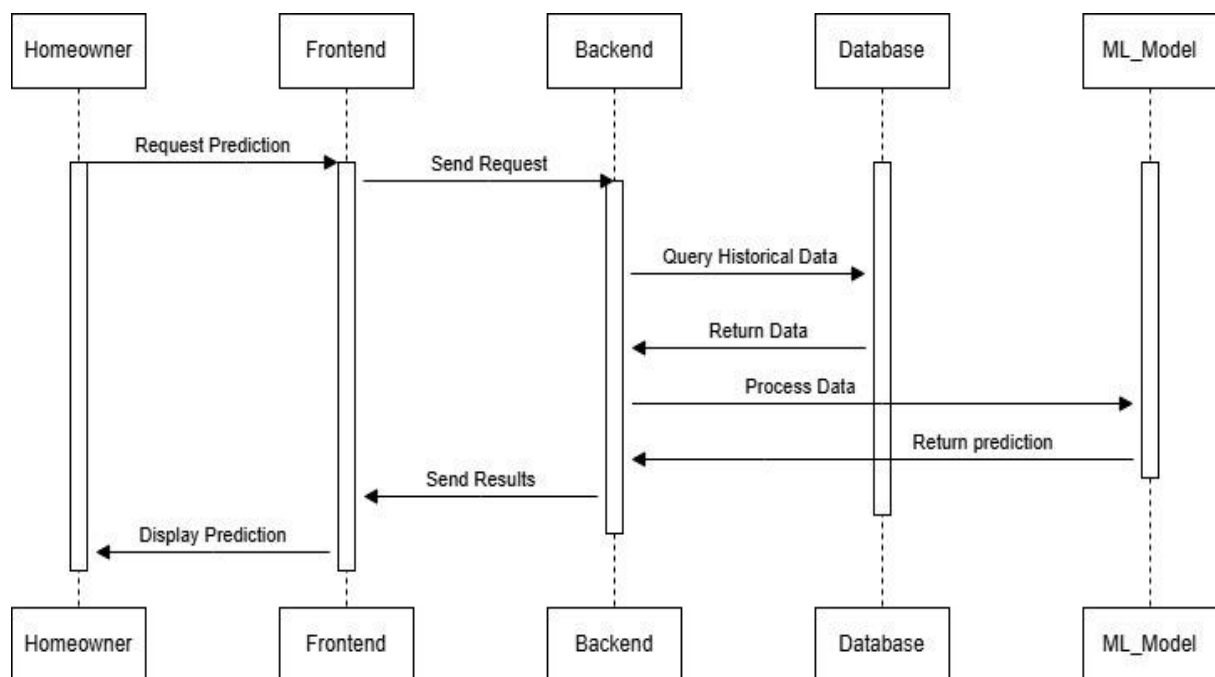 Homeowner
Frontend
Backend
Database
ML_Model
Request Prediction
Send Request
Query Historical Data
Return Data
Process Data
Return prediction
Send Results
Display Prediction
Homeowner
Frontend
Backend
Database
ML_Model